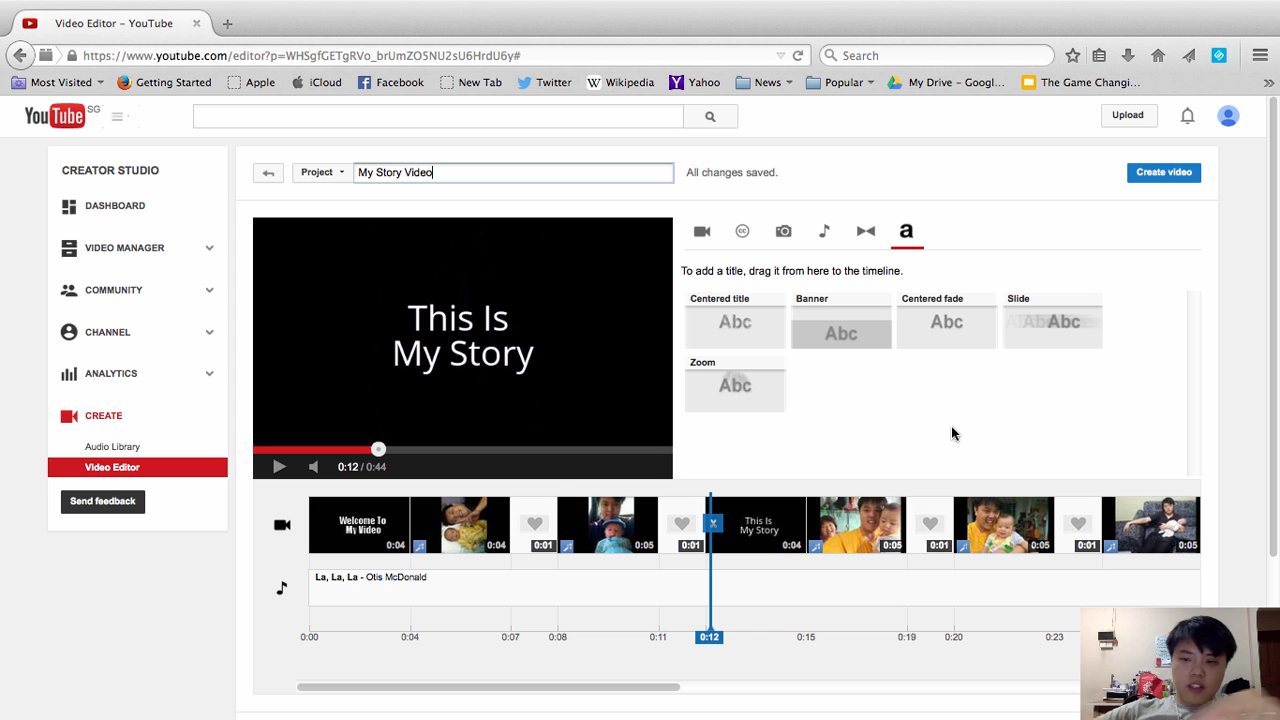 Video Editor – YouTube
https://www.youtube.com/editor?p=WHSgfGETgRVo_brUmZO5NU2sU6HrdU6y#
Search
Most Visited
Getting Started
Apple
iCloud
Facebook
New Tab
Twitter
Wikipedia
Yahoo
News
Popular
My Drive – Googl...
The Game Changi...
YouTube SG
Upload
CREATOR STUDIO
DASHBOARD
VIDEO MANAGER
COMMUNITY
CHANNEL
ANALYTICS
CREATE
Audio Library
Video Editor
Send feedback
Project
My Story Video
All changes saved.
Create video
This Is
My Story
0:12 / 0:44
cc
a
To add a title, drag it from here to the timeline.
Centered title
Banner
Centered fade
Slide
Abc
Abc
Abc
Abc
Zoom
Abc
Welcome To
My Video
0:04
0:04
0:01
0:05
0:01
This Is
My Story
0:04
0:05
0:01
0:05
0:01
0:05
La, La, La - Otis McDonald
0:00
0:04
0:07
0:08
0:11
0:12
0:15
0:19
0:20
0:23